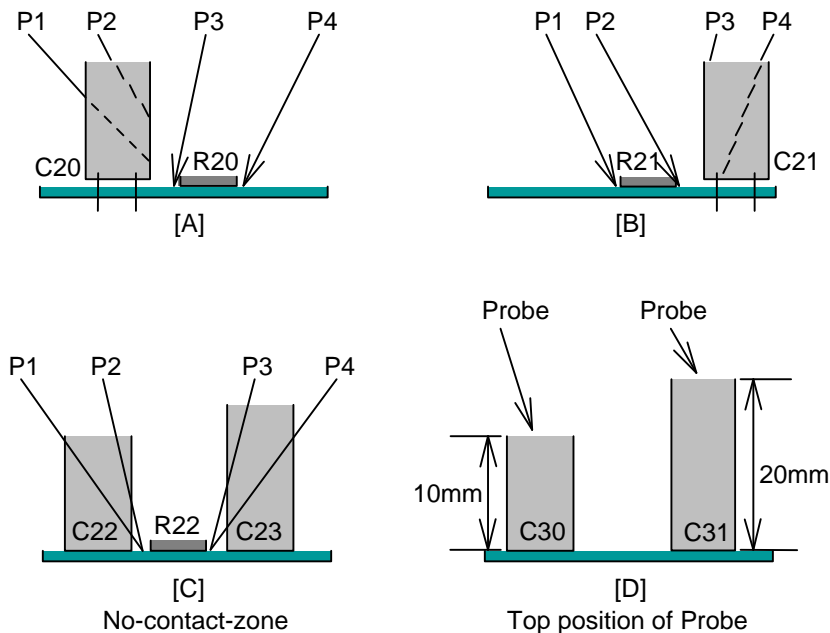 P1 P2 P3 P4
C20
R20
[A]
P1 P2 P3 P4
R21
C21
[B]
P1 P2 P3 P4
C22
R22
C23
[C]
No-contact-zone
Probe Probe
10mm
20mm
C30
C31
[D]
Top position of Probe